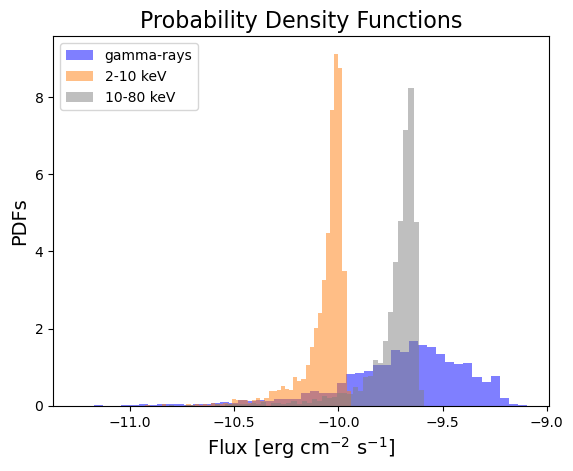 Probability Density Functions
gamma-rays
2-10 keV
10-80 keV
PDFs
8
6
4
2
0
−11.0 −10.5 −10.0 −9.5 −9.0
Flux [erg cm⁻² s⁻¹]